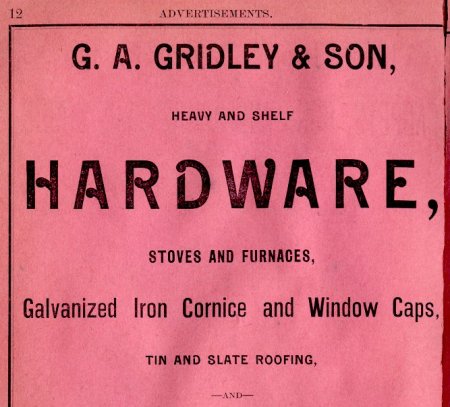 12 ADVERTISEMENTS.
G. A. GRIDLEY & SON,
HEAVY AND SHELF
HARDWARE,
STOVES AND FURNACES,
Galvanized Iron Cornice and Window Caps,
TIN AND SLATE ROOFING,
—AND—